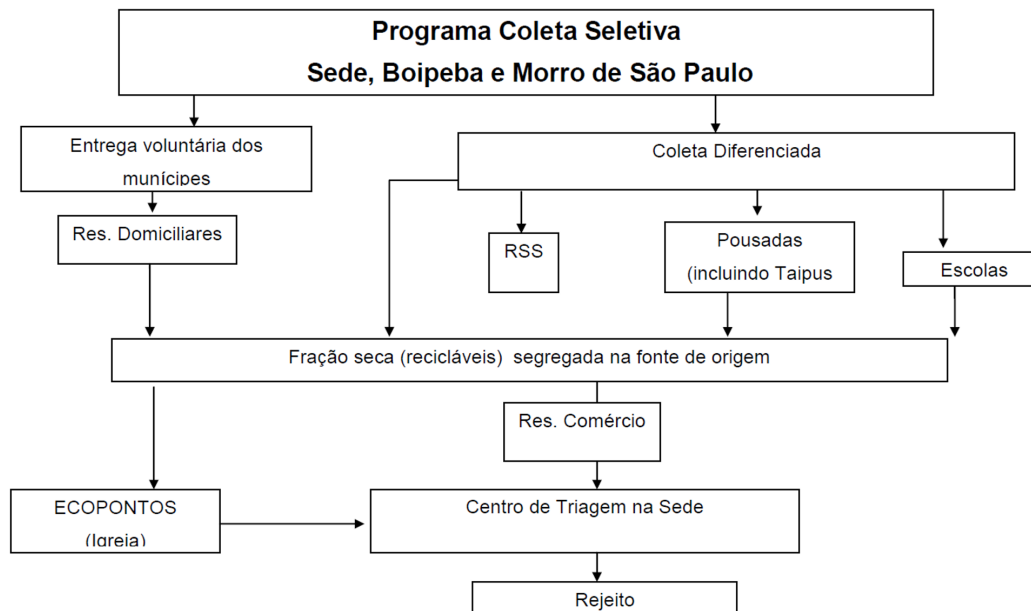 Programa Coleta Seletiva
Sede, Boipeba e Morro de São Paulo
Entrega voluntária dos
munícipes
Coleta Diferenciada
Res. Domiciliares
RSS
Pousadas
(incluindo Taipus
Escolas
Fração seca (recicláveis) segregada na fonte de origem
Res. Comércio
ECOPONTOS
(Igreja)
Centro de Triagem na Sede
Rejeito